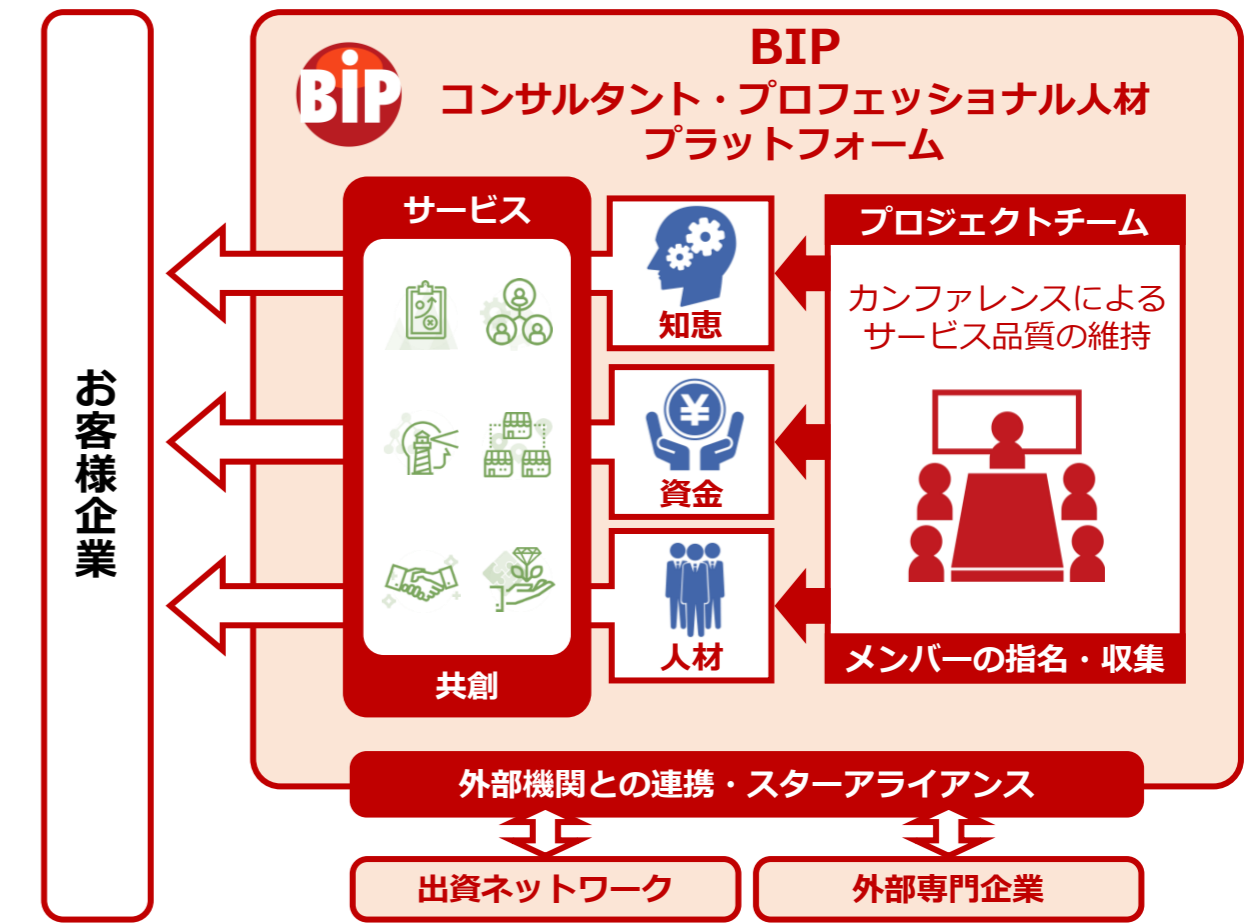 BIP
コンサルタント・プロフェッショナル人材
プラットフォーム
BiP
お客様企業
サービス
共創
知恵
資金
¥
人材
プロジェクトチーム
カンファレンスによる
サービス品質の維持
メンバーの指名・収集
外部機関との連携・スターアライアンス
出資ネットワーク
外部専門企業